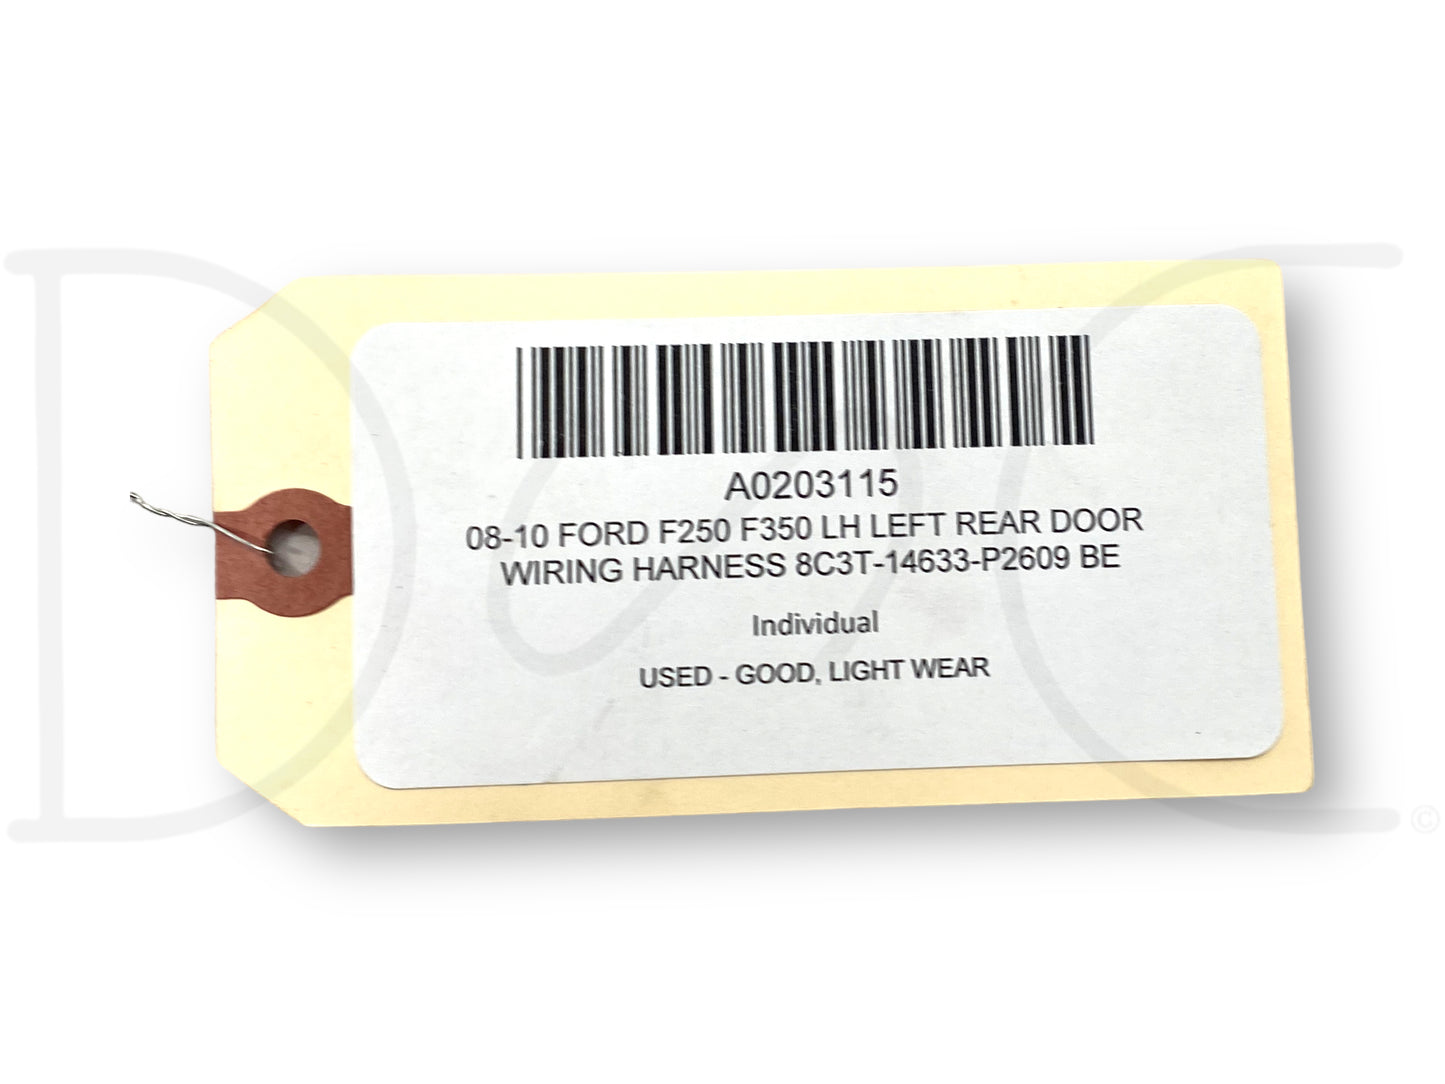 A0203115
08-10 FORD F250 F350 LH LEFT REAR DOOR
WIRING HARNESS 8C3T-14633-P2609 BE
Individual
USED - GOOD, LIGHT WEAR
©